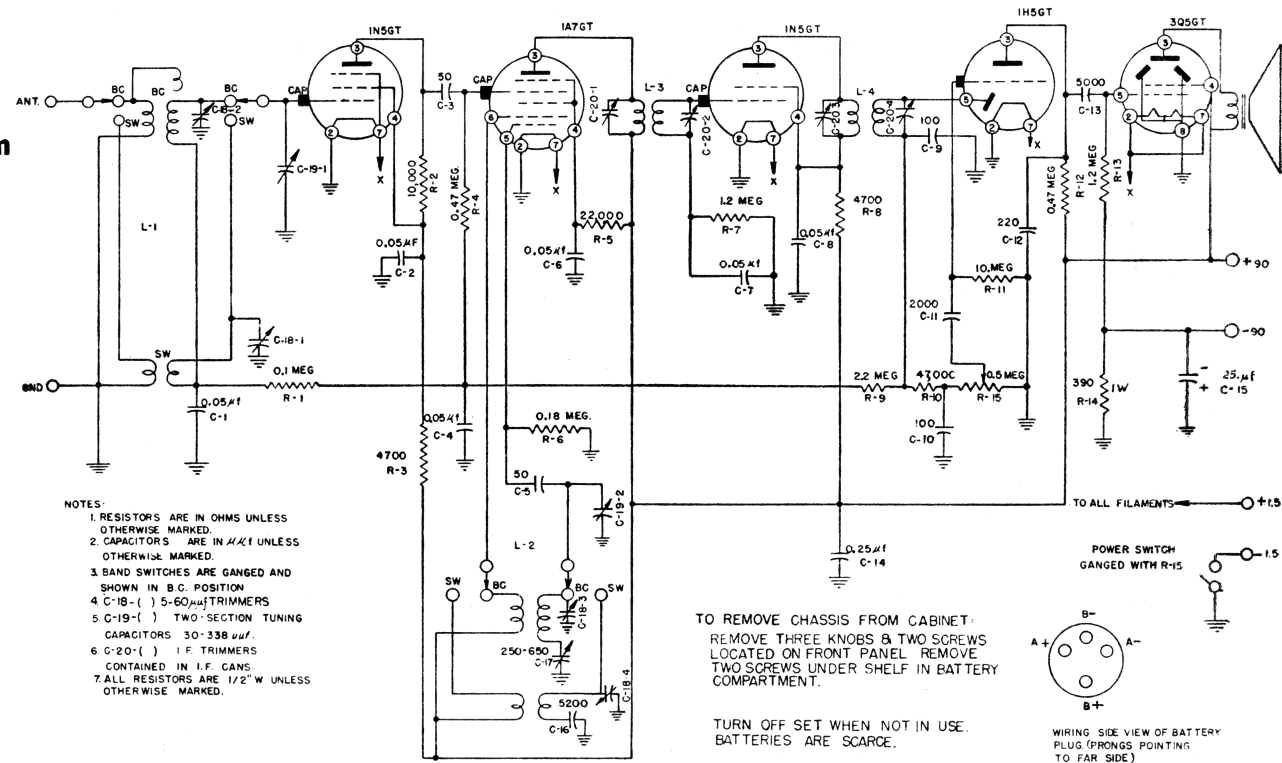 1N5GT
1A7GT
1N5GT
1H5GT
3Q5GT
ANT.
BC
BC
BC
C-18-2
SW
SW
CAP
C-19-1
X
L-1
10,000
R-2
50
C-3
CAP
0.47 MEG.
R-4
X
22,000
R-5
0.05µf
C-6
0.05µF
C-2
C-20-1
L-3
CAP
C-20-2
X
1.2 MEG
R-7
0.05µf
C-7
0.05µf
C-8
4700
R-8
C-20-3
L-4
C-20-4
100
C-9
X
220
C-12
10. MEG
R-11
2000
C-11
0.47 MEG
R-12
5000
C-13
1.2 MEG
R-13
X
+90
-90
25.µf
C-15
390
R-14
1W
SW
C-18-1
GND
0.1 MEG
R-1
0.05µf
C-1
2.2 MEG
R-9
4700C
R-10
0.5 MEG
R-15
100
C-10
4700
R-3
0.05µf
C-4
0.18 MEG.
R-6
50
C-5
C-19-2
L-2
SW
BC
BC
SW
C-18-3
250-650
C-17
C-18-4
5200
C-16
0.25µf
C-14
TO ALL FILAMENTS
+1.5
-1.5
POWER SWITCH
GANGED WITH R-15
NOTES:
1. RESISTORS ARE IN OHMS UNLESS
OTHERWISE MARKED.
2. CAPACITORS ARE IN µµf UNLESS
OTHERWISE MARKED.
3. BAND SWITCHES ARE GANGED AND
SHOWN IN B.C. POSITION
4. C-18-( ) 5-60µµf TRIMMERS
5. C-19-( ) TWO-SECTION TUNING
CAPACITORS 30-338 uuf.
6. C-20-( ) I.F. TRIMMERS
CONTAINED IN I.F. CANS.
7. ALL RESISTORS ARE 1/2" W UNLESS
OTHERWISE MARKED.
TO REMOVE CHASSIS FROM CABINET:
REMOVE THREE KNOBS & TWO SCREWS
LOCATED ON FRONT PANEL REMOVE
TWO SCREWS UNDER SHELF IN BATTERY
COMPARTMENT.
TURN OFF SET WHEN NOT IN USE.
BATTERIES ARE SCARCE.
B-
A+
A-
B+
WIRING SIDE VIEW OF BATTERY
PLUG. (PRONGS POINTING
TO FAR SIDE)